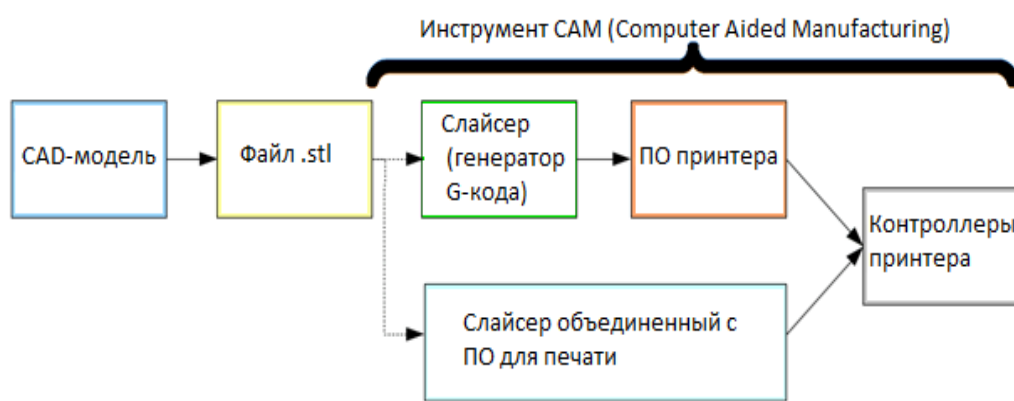 Инструмент CAM (Computer Aided Manufacturing)
CAD-модель
Файл .stl
Слайсер
(генератор
G-кода)
ПО принтера
Контроллеры
принтера
Слайсер объединенный с
ПО для печати